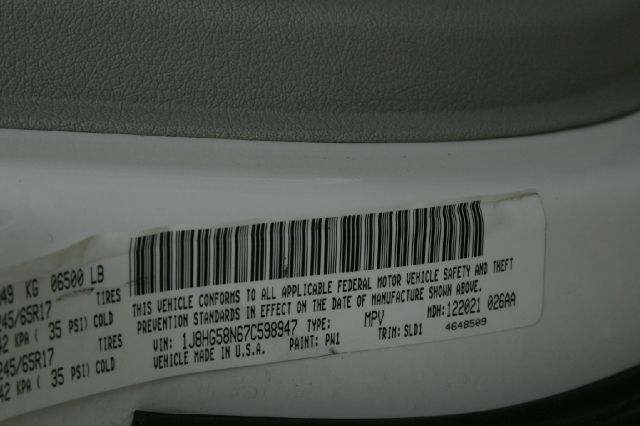 49 KG 06500 LB
245/65R17 TIRES
42 KPA ( 35 PSI) COLD
245/65R17 TIRES
42 KPA ( 35 PSI) COLD
THIS VEHICLE CONFORMS TO ALL APPLICABLE FEDERAL MOTOR VEHICLE SAFETY AND THEFT
PREVENTION STANDARDS IN EFFECT ON THE DATE OF MANUFACTURE SHOWN ABOVE.
VIN: 1J8HG58N67C598947 TYPE: MPV MDH: 122021 026AA
VEHICLE MADE IN U.S.A. PAINT: PW1 TRIM: SLD1 4648509